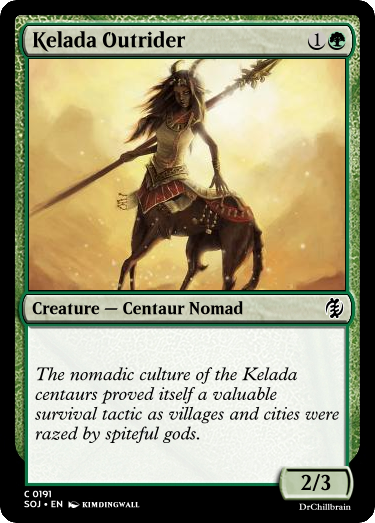 Kelada Outrider 1
Creature — Centaur Nomad
The nomadic culture of the Kelada
centaurs proved itself a valuable
survival tactic as villages and cities were
razed by spiteful gods.
2/3
C 0191
SOJ • EN KIMDINGWALL
DrChillbrain